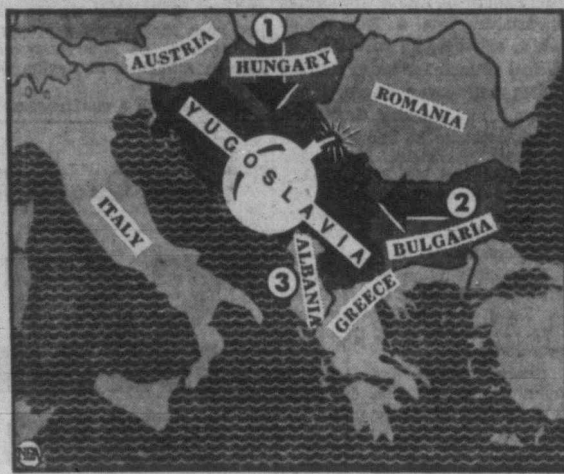 1
AUSTRIA
HUNGARY
ROMANIA
YUGOSLAVIA
ITALY
2
BULGARIA
3
ALBANIA
GREECE
NEA